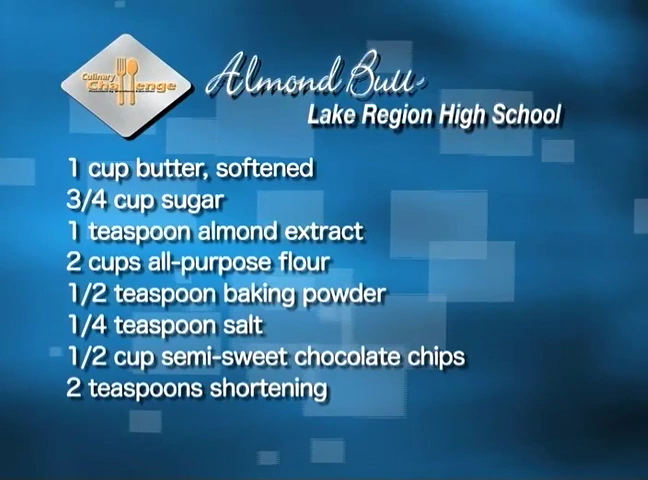 Culinary
Challenge
Almond
Lake Region High School
1 cup butter, softened
3/4 cup sugar
1 teaspoon almond extract
2 cups all-purpose flour
1/2 teaspoon baking powder
1/4 teaspoon salt
1/2 cup semi-sweet chocolate chips
2 teaspoons shortening